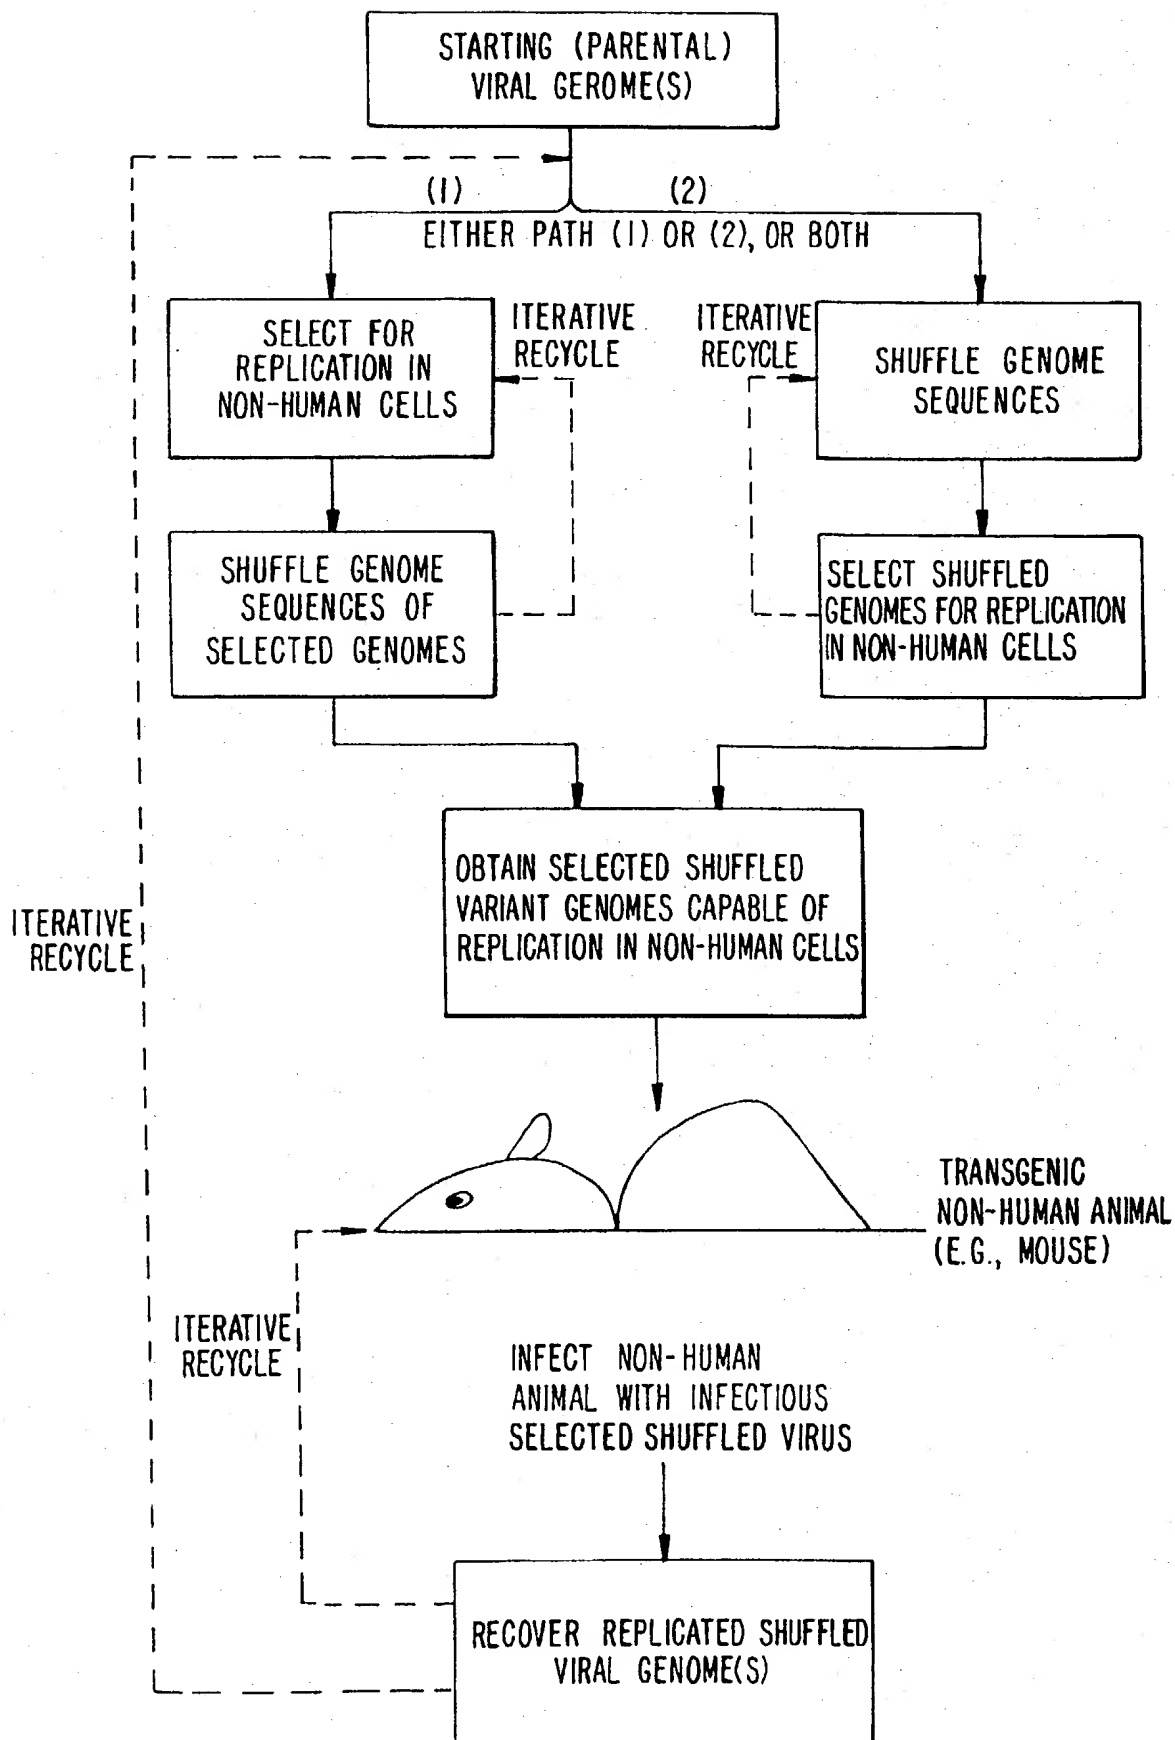 STARTING (PARENTAL)
VIRAL GEROME(S)
(1)
(2)
EITHER PATH (1) OR (2), OR BOTH
SELECT FOR
REPLICATION IN
NON-HUMAN CELLS
ITERATIVE
RECYCLE
ITERATIVE
RECYCLE
SHUFFLE GENOME
SEQUENCES
SHUFFLE GENOME
SEQUENCES OF
SELECTED GENOMES
SELECT SHUFFLED
GENOMES FOR REPLICATION
IN NON-HUMAN CELLS
OBTAIN SELECTED SHUFFLED
VARIANT GENOMES CAPABLE OF
REPLICATION IN NON-HUMAN CELLS
ITERATIVE
RECYCLE
TRANSGENIC
NON-HUMAN ANIMAL
(E.G., MOUSE)
ITERATIVE
RECYCLE
INFECT NON-HUMAN
ANIMAL WITH INFECTIOUS
SELECTED SHUFFLED VIRUS
RECOVER REPLICATED SHUFFLED
VIRAL GENOME(S)